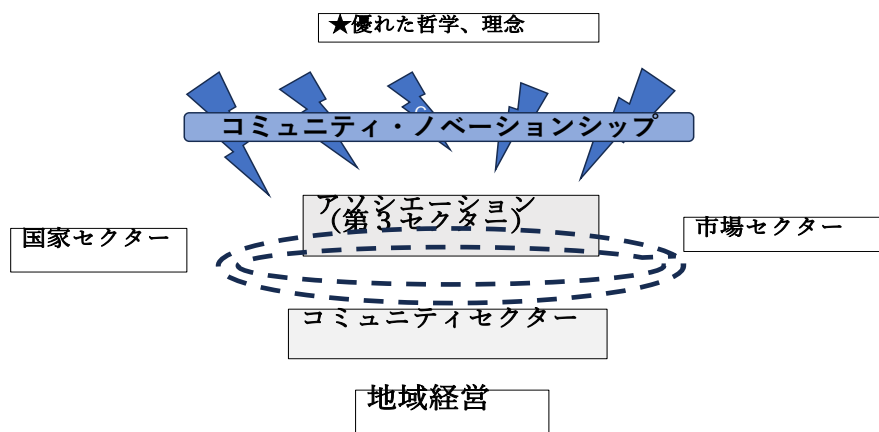 ★優れた哲学、理念
コミュニティ・ノベーションシップ
アソシエーション
(第3セクター)
国家セクター
市場セクター
コミュニティセクター
地域経営